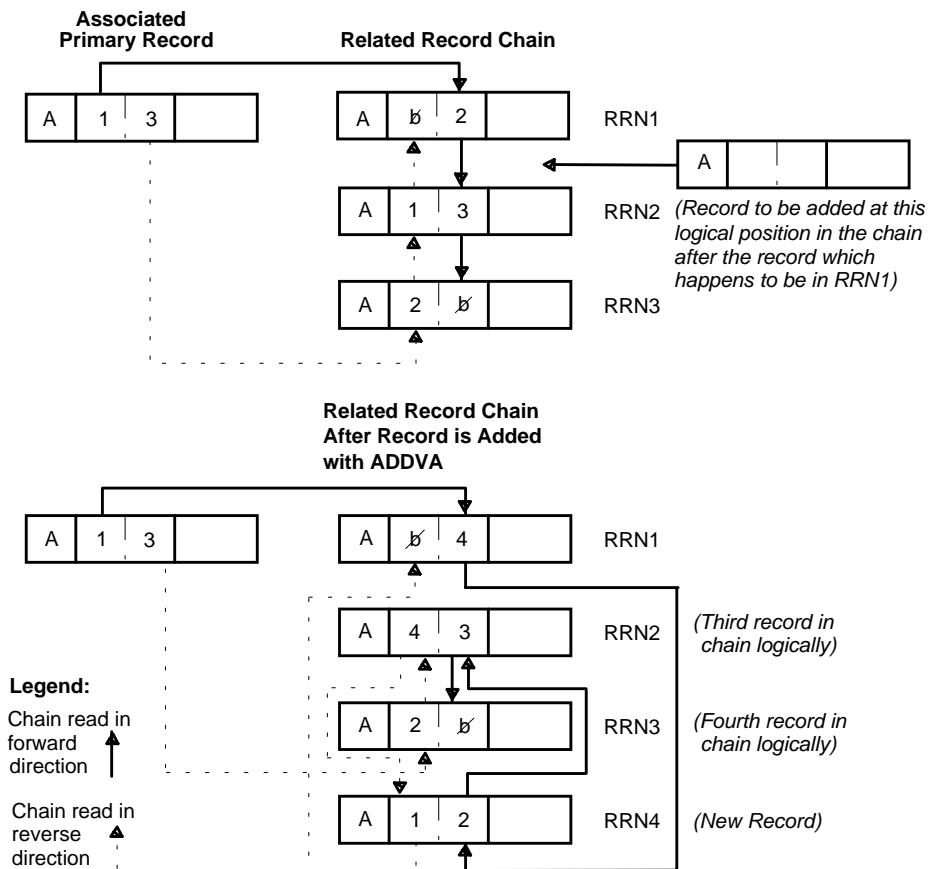 Associated
Primary Record
Related Record Chain
A 1 3
A b̸ 2
RRN1
A
A 1 3
RRN2
(Record to be added at this
logical position in the chain
after the record which
happens to be in RRN1)
A 2 b̸
RRN3
Related Record Chain
After Record is Added
with ADDVA
A 1 3
A b̸ 4
RRN1
A 4 3
RRN2
(Third record in
chain logically)
Legend:
Chain read in
forward
direction
A 2 b̸
RRN3
(Fourth record in
chain logically)
Chain read in
reverse
direction
A 1 2
RRN4
(New Record)